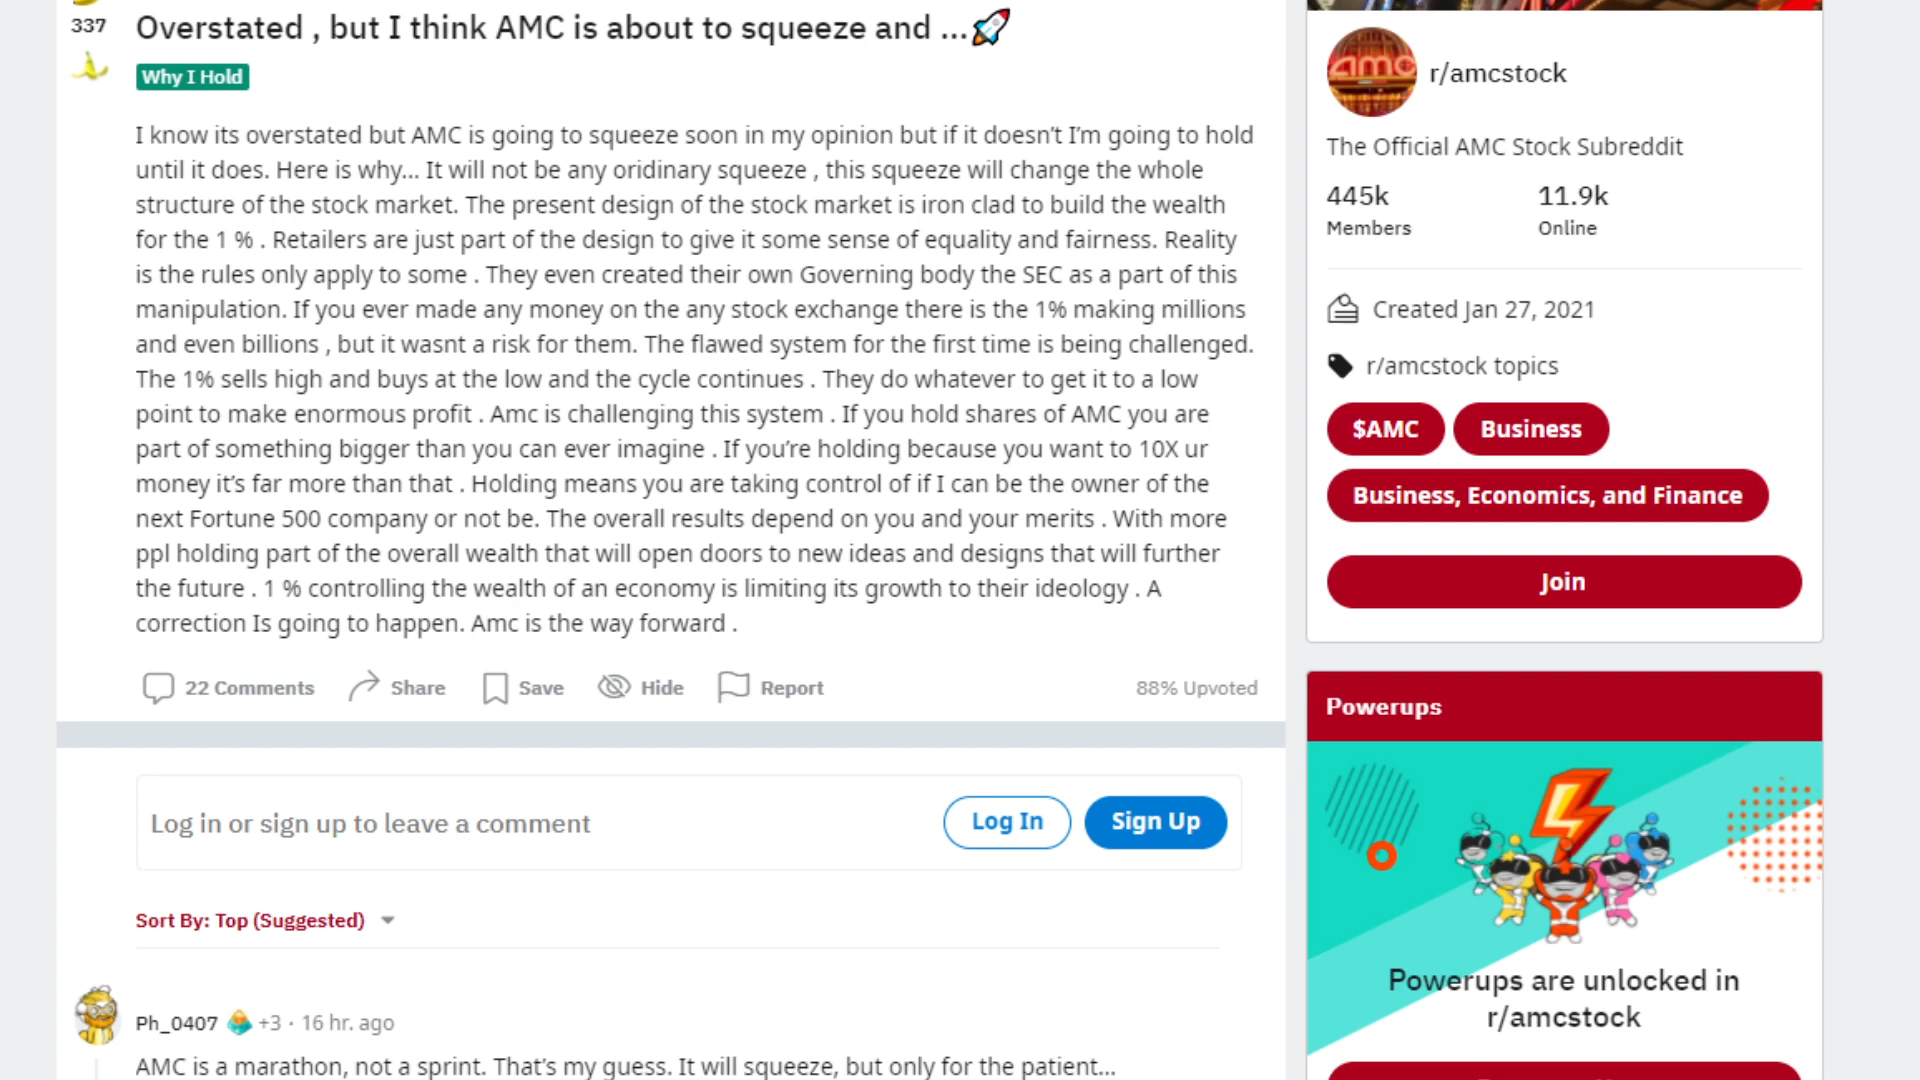 337
Overstated , but I think AMC is about to squeeze and ...🚀
Why I Hold
I know its overstated but AMC is going to squeeze soon in my opinion but if it doesn’t I’m going to hold
until it does. Here is why... It will not be any oridinary squeeze , this squeeze will change the whole
structure of the stock market. The present design of the stock market is iron clad to build the wealth
for the 1 % . Retailers are just part of the design to give it some sense of equality and fairness. Reality
is the rules only apply to some . They even created their own Governing body the SEC as a part of this
manipulation. If you ever made any money on the any stock exchange there is the 1% making millions
and even billions , but it wasnt a risk for them. The flawed system for the first time is being challenged.
The 1% sells high and buys at the low and the cycle continues . They do whatever to get it to a low
point to make enormous profit . Amc is challenging this system . If you hold shares of AMC you are
part of something bigger than you can ever imagine . If you’re holding because you want to 10X ur
money it’s far more than that . Holding means you are taking control of if I can be the owner of the
next Fortune 500 company or not be. The overall results depend on you and your merits . With more
ppl holding part of the overall wealth that will open doors to new ideas and designs that will further
the future . 1 % controlling the wealth of an economy is limiting its growth to their ideology . A
correction Is going to happen. Amc is the way forward .
22 Comments Share Save Hide Report 88% Upvoted
Log in or sign up to leave a comment Log In Sign Up
Sort By: Top (Suggested)
Ph_0407 +3 · 16 hr. ago
AMC is a marathon, not a sprint. That’s my guess. It will squeeze, but only for the patient...
amc
r/amcstock
The Official AMC Stock Subreddit
445k 11.9k
Members Online
Created Jan 27, 2021
r/amcstock topics
$AMC Business
Business, Economics, and Finance
Join
Powerups
Powerups are unlocked in
r/amcstock